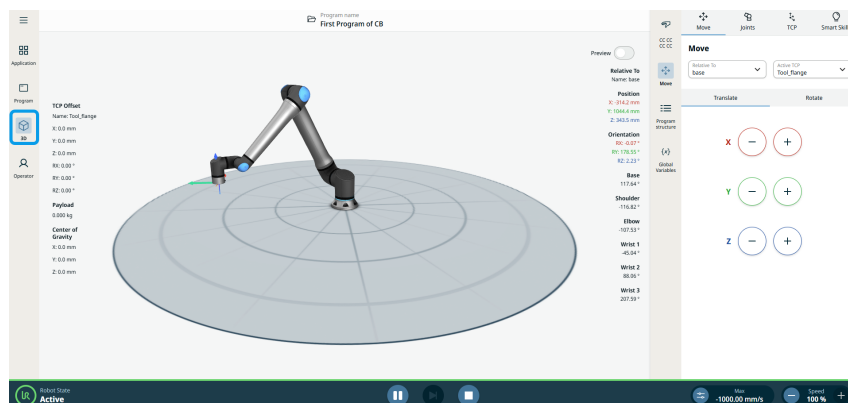 Program name
First Program of CB
Application
Program
3D
Operator
TCP Offset
Name: Tool_flange
X: 0.0 mm
Y: 0.0 mm
Z: 0.0 mm
RX: 0.00 °
RY: 0.00 °
RZ: 0.00 °
Payload
0.000 kg
Center of
Gravity
X: 0.0 mm
Y: 0.0 mm
Z: 0.0 mm
Preview
Relative To
Name: base
Position
X: -314.2 mm
Y: 1044.4 mm
Z: 343.5 mm
Orientation
RX: -0.07 °
RY: 178.55 °
RZ: 2.23 °
Base
117.64 °
Shoulder
-116.82 °
Elbow
-107.53 °
Wrist 1
-45.04 °
Wrist 2
88.06 °
Wrist 3
207.59 °
CC CC
CC CC
Move
Program
structure
{x}
Global
Variables
Move
Joints
TCP
Smart Skill
Move
Relative To
base
Active TCP
Tool_flange
Translate
Rotate
X − +
Y − +
Z − +
UR
Robot State
Active
Max
-1000.00 mm/s
Speed
− 100 % +